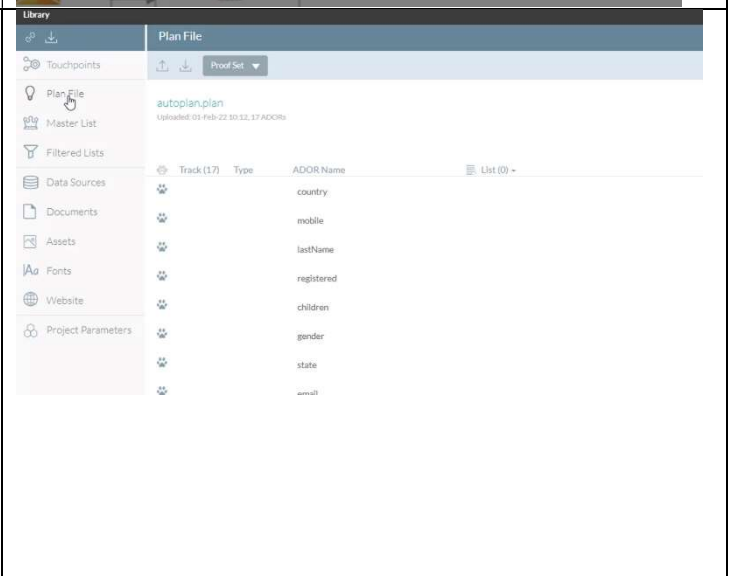 Library
Plan File
Touchpoints
Proof Set
Plan File
autoplan.plan
Uploaded: 01-Feb-22 10:12, 17 ADORs
Master List
Filtered Lists
Track (17) Type ADOR Name List (0)
Data Sources
country
Documents
mobile
Assets
lastName
Fonts
registered
Website
children
Project Parameters
gender
state
email